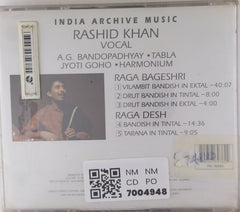 INDIA ARCHIVE MUSIC
RASHID KHAN
VOCAL
A.G. BANDOPADHYAY • TABLA
JYOTI GOHO • HARMONIUM
RAGA BAGESHRI
1 VILAMBIT BANDISH IN EKTAL – 40:07
2 DRUT BANDISH IN TINTAL – 8:00
3 DRUT BANDISH IN EKTAL – 4:00
RAGA DESH
4 BANDISH IN TINTAL – 14:36
5 TARANA IN TINTAL – 9:05
NM NM
CD PO
7004948